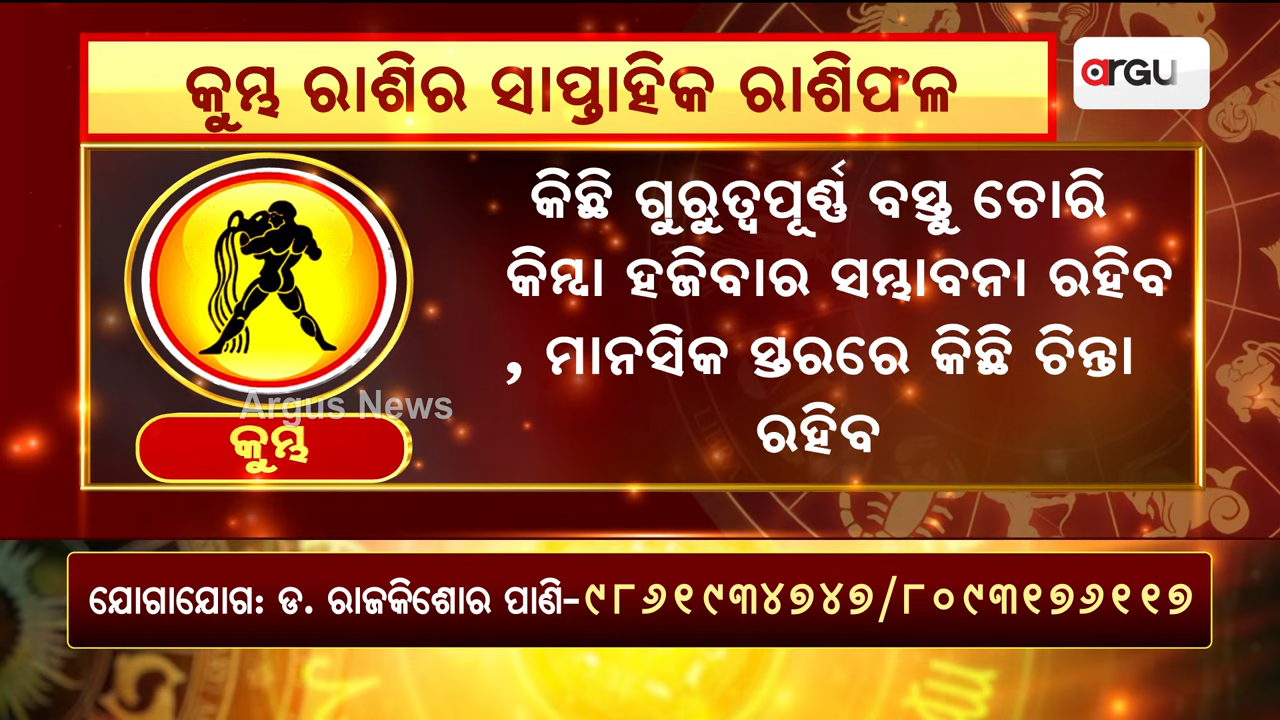 କୁମ୍ଭ ରାଶିର ସାପ୍ତାହିକ ରାଶିଫଳ
ARGU
କିଛି ଗୁରୁତ୍ୱପୂର୍ଣ୍ଣ ବସ୍ତୁ ଚୋରି
କିମ୍ବା ହଜିବାର ସମ୍ଭାବନା ରହିବ
, ମାନସିକ ସ୍ତରରେ କିଛି ଚିନ୍ତା
ରହିବ
Argus News
କୁମ୍ଭ
ଯୋଗାଯୋଗ: ଡ. ରାଜକିଶୋର ପାଣି-୯୮୬୧୯୩୪୭୪୭/୮୦୯୩୧୭୬୧୧୭